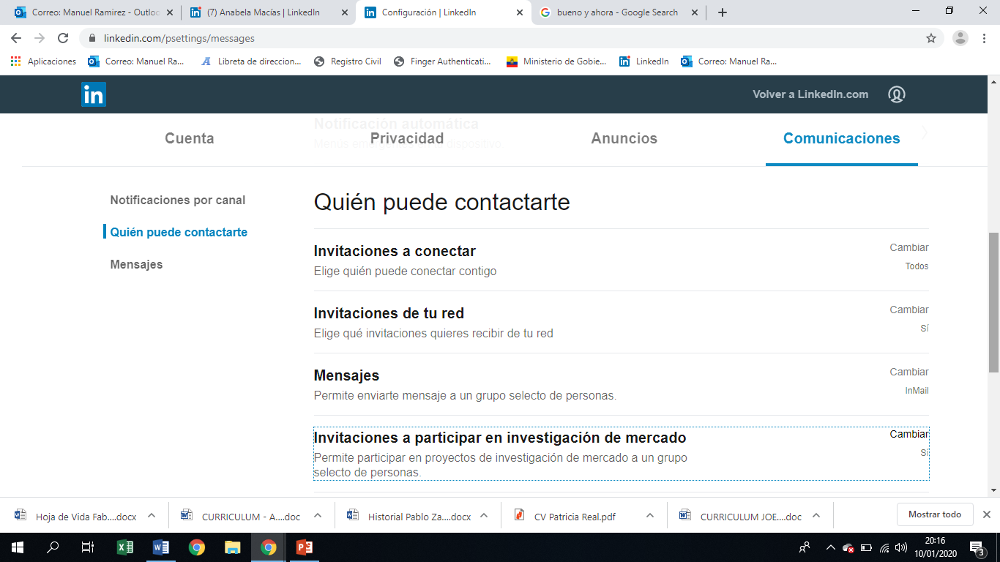 Correo: Manuel Ramirez - Outloo
(7) Anabela Macías | LinkedIn
Configuración | LinkedIn
bueno y ahora - Google Search
linkedin.com/psettings/messages
Aplicaciones
Correo: Manuel Ra...
Libreta de direccion...
Registro Civil
Finger Authenticati...
Ministerio de Gobie...
LinkedIn
Correo: Manuel Ra...
in
Volver a LinkedIn.com
Notificación automática
Menús emergentes en tu dispositivo
Cuenta
Privacidad
Anuncios
Comunicaciones
Notificaciones por canal
Quién puede contactarte
Mensajes
Quién puede contactarte
Invitaciones a conectar
Cambiar
Elige quién puede conectar contigo
Todos
Invitaciones de tu red
Cambiar
Elige qué invitaciones quieres recibir de tu red
Sí
Mensajes
Cambiar
Permite enviarte mensaje a un grupo selecto de personas.
InMail
Invitaciones a participar en investigación de mercado
Cambiar
Permite participar en proyectos de investigación de mercado a un grupo
selecto de personas.
Sí
Hoja de Vida Fab....docx
CURRICULUM - A....doc
Historial Pablo Za....docx
CV Patricia Real.pdf
CURRICULUM JOE....doc
Mostrar todo
20:16
10/01/2020
3